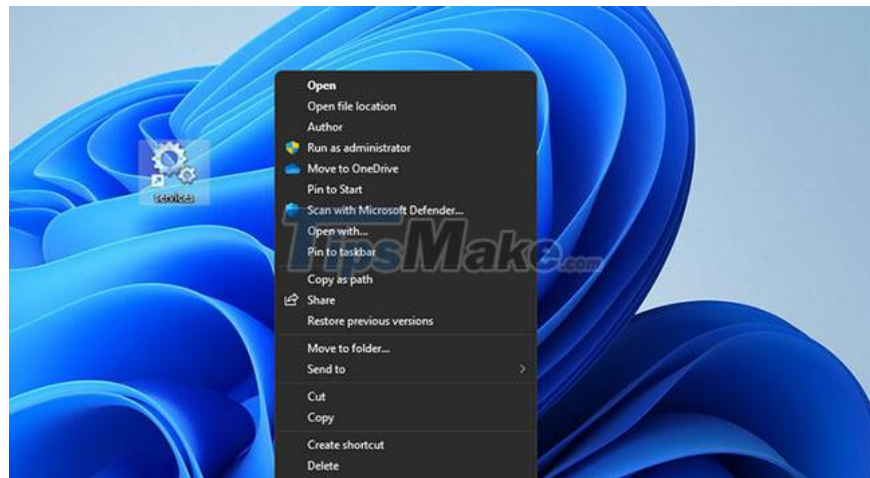 services
Open
Open file location
Author
Run as administrator
Move to OneDrive
Pin to Start
Scan with Microsoft Defender...
Open with...
Pin to taskbar
TipsMake.com
Copy as path
Share
Restore previous versions
Move to folder...
Send to
Cut
Copy
Create shortcut
Delete